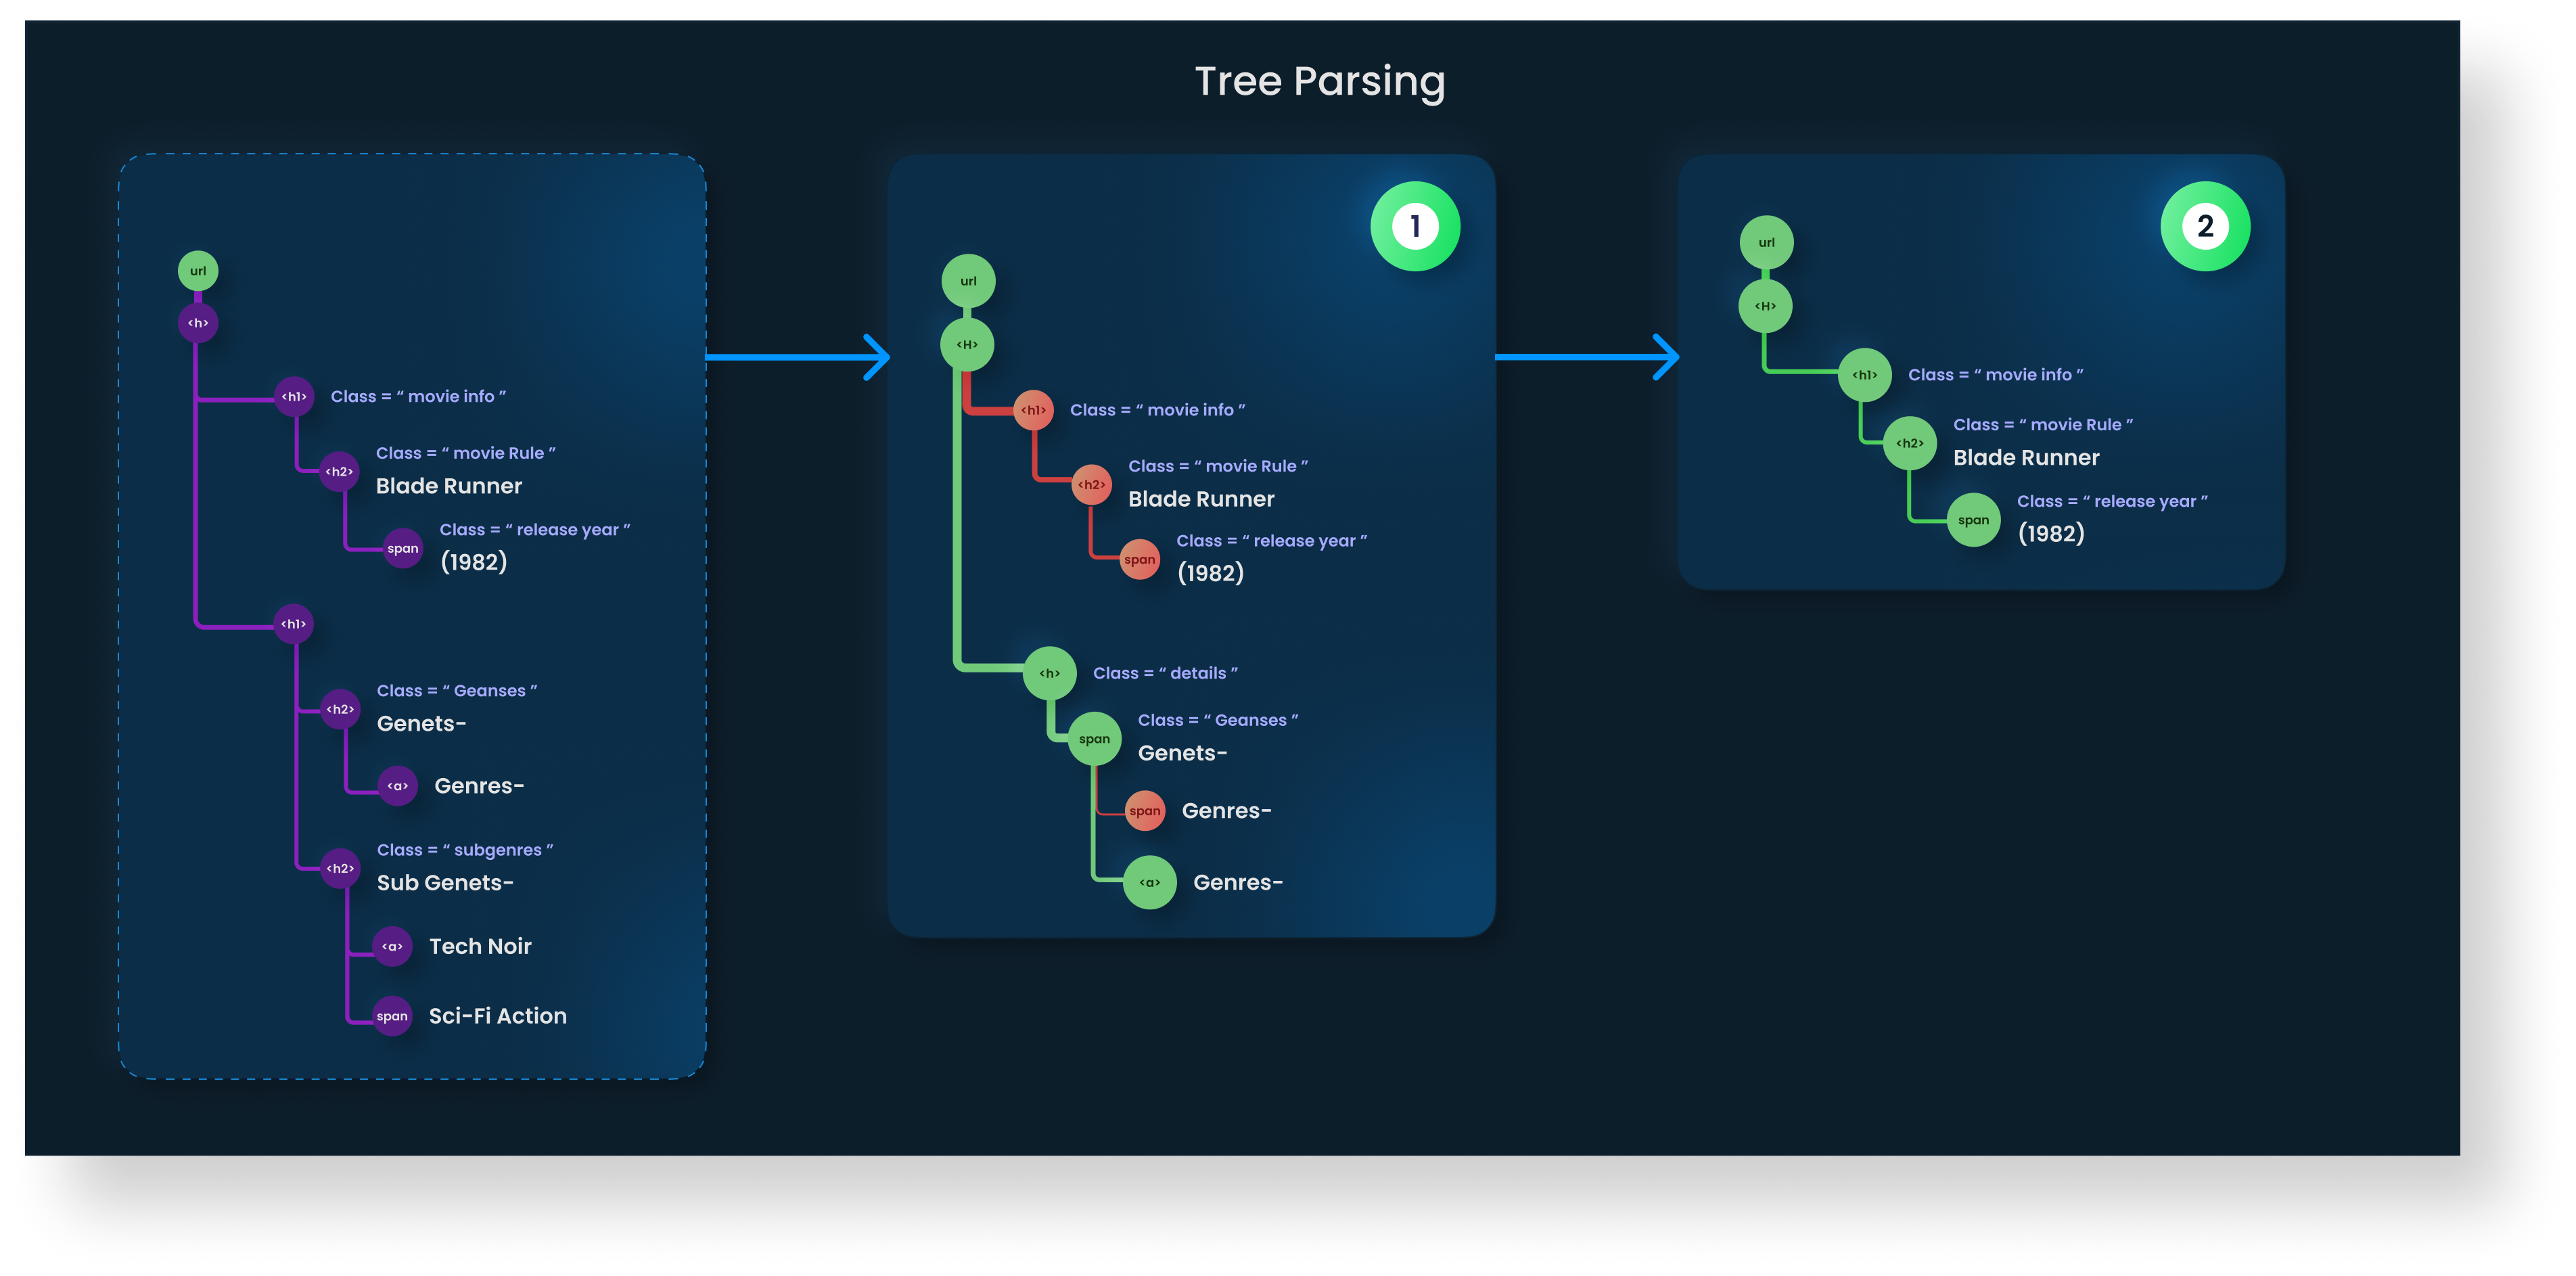 Tree Parsing
url
<h>
<h1>
Class = “ movie info ”
<h2>
Class = “ movie Rule ”
Blade Runner
span
Class = “ release year ”
(1982)
<h1>
<h2>
Class = “ Geanses ”
Genets-
<a>
Genres-
<h2>
Class = “ subgenres ”
Sub Genets-
<a>
Tech Noir
span
Sci-Fi Action
1
url
<H>
<h1>
Class = “ movie info ”
<h2>
Class = “ movie Rule ”
Blade Runner
span
Class = “ release year ”
(1982)
<h>
Class = “ details ”
span
Class = “ Geanses ”
Genets-
span
Genres-
<a>
Genres-
2
url
<H>
<h1>
Class = “ movie info ”
<h2>
Class = “ movie Rule ”
Blade Runner
span
Class = “ release year ”
(1982)